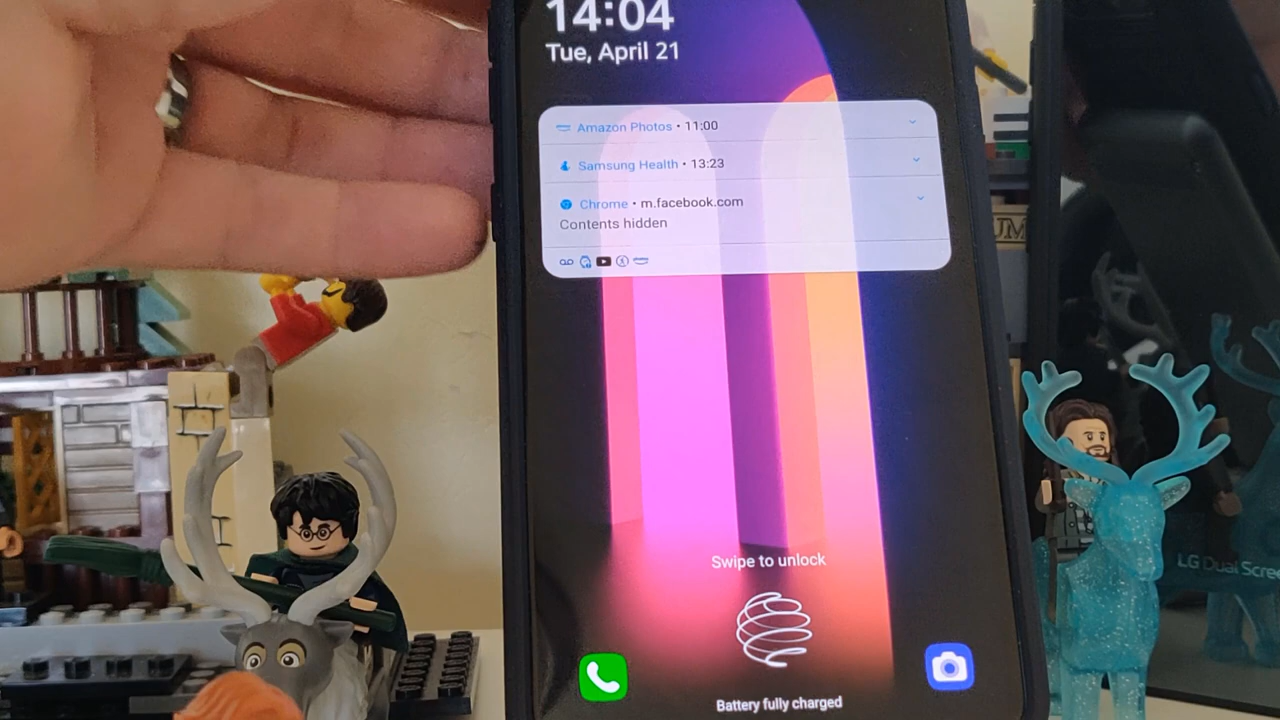 14:04
Tue, April 21
Amazon Photos • 11:00
Samsung Health • 13:23
Chrome • m.facebook.com
Contents hidden
Swipe to unlock
Battery fully charged
UM
LG Dual Scree